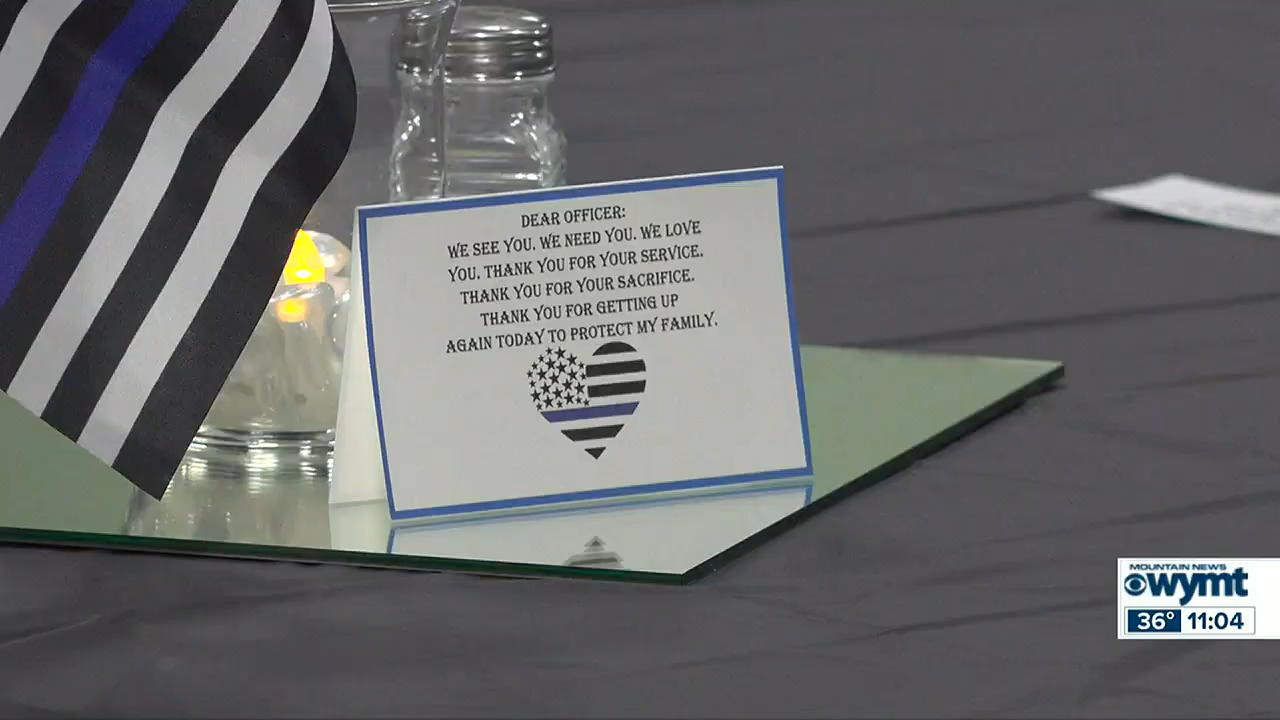 DEAR OFFICER:
WE SEE YOU. WE NEED YOU. WE LOVE
YOU. THANK YOU FOR YOUR SERVICE.
THANK YOU FOR YOUR SACRIFICE.
THANK YOU FOR GETTING UP
AGAIN TODAY TO PROTECT MY FAMILY.
MOUNTAIN NEWS
wymt
36° 11:04